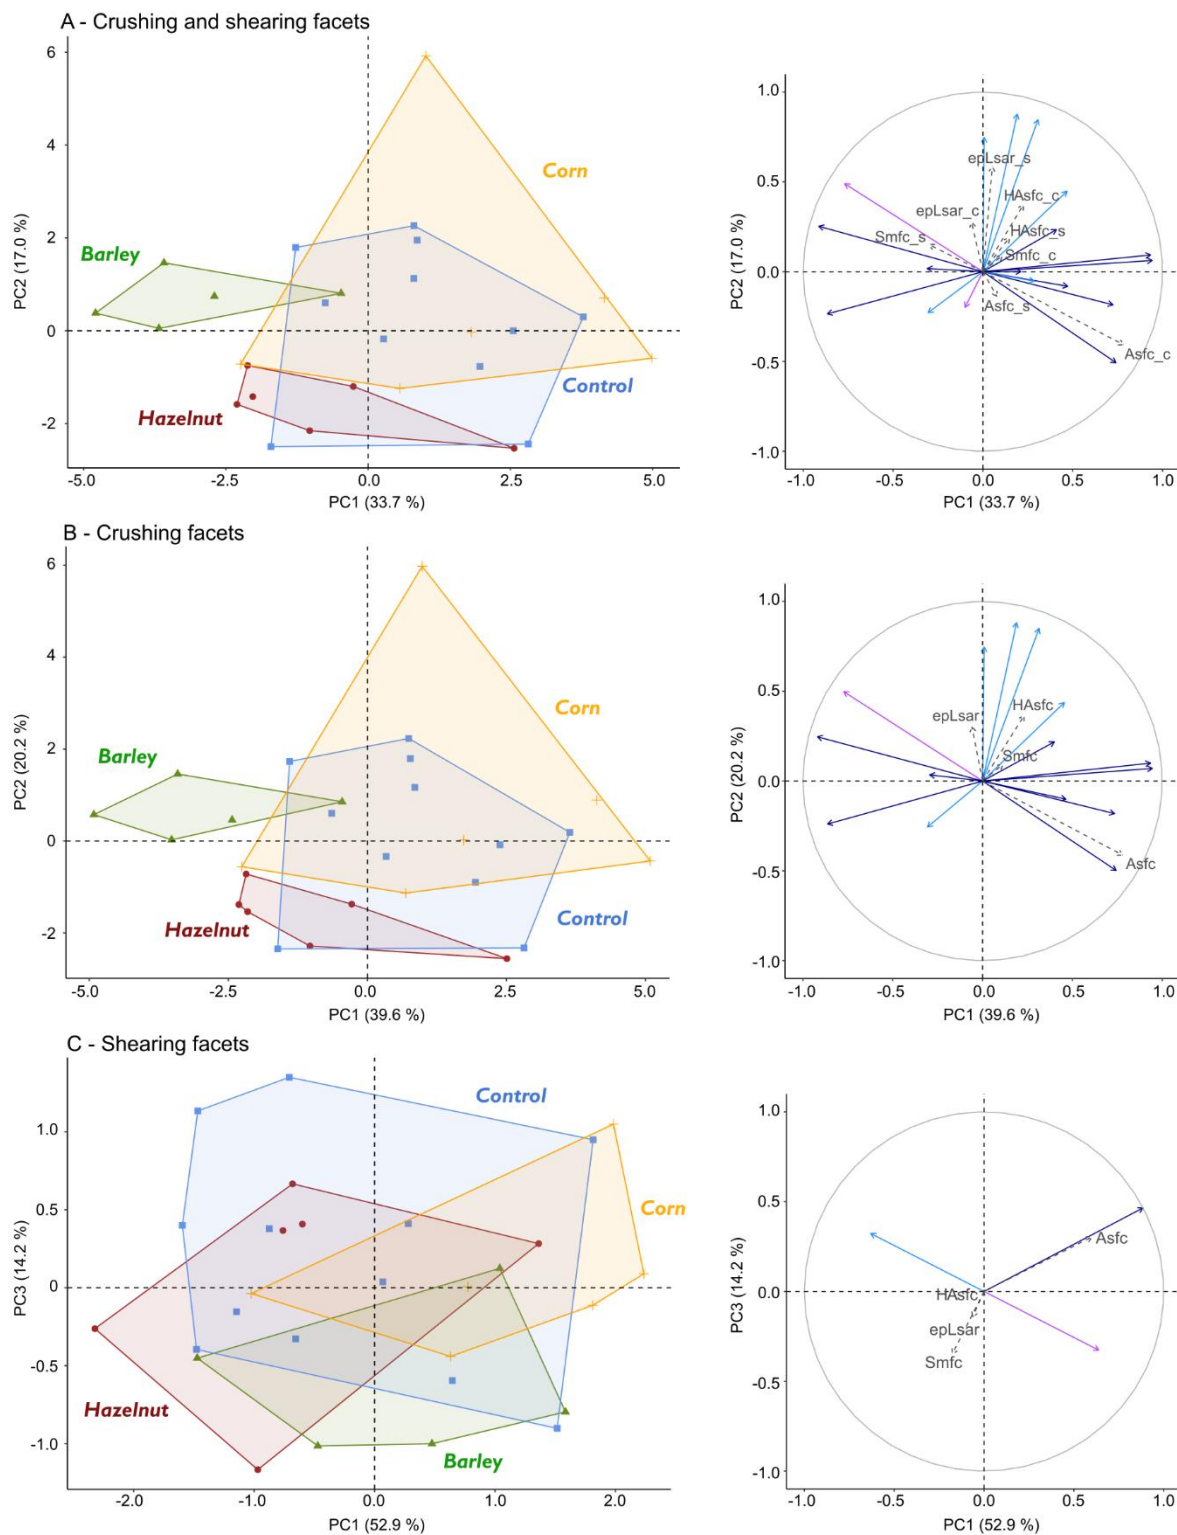 A - Crushing and shearing facets
6
4
2
0
-2
PC2 (17.0 %)
-5.0
-2.5
0.0
2.5
5.0
PC1 (33.7 %)
Corn
Barley
Control
Hazelnut
1.0
0.5
0.0
-0.5
-1.0
PC2 (17.0 %)
-1.0
-0.5
0.0
0.5
1.0
PC1 (33.7 %)
epLsar_s
HAsfc_c
epLsar_c
HAsfc_s
Smfc_s
Smfc_c
Asfc_s
Asfc_c
B - Crushing facets
6
4
2
0
-2
PC2 (20.2 %)
-5.0
-2.5
0.0
2.5
5.0
PC1 (39.6 %)
Corn
Barley
Control
Hazelnut
1.0
0.5
0.0
-0.5
-1.0
PC2 (20.2 %)
-1.0
-0.5
0.0
0.5
1.0
PC1 (39.6 %)
epLsar
HAsfc
Smfc
Asfc
C - Shearing facets
1.0
0.5
0
-0.5
-1.0
PC3 (14.2 %)
-2.0
-1.0
0.0
1.0
2.0
PC1 (52.9 %)
Control
Corn
Hazelnut
Barley
1.0
0.5
0.0
-0.5
-1.0
PC3 (14.2 %)
-1.0
-0.5
0.0
0.5
1.0
PC1 (52.9 %)
Asfc
HAsfc
epLsar
Smfc